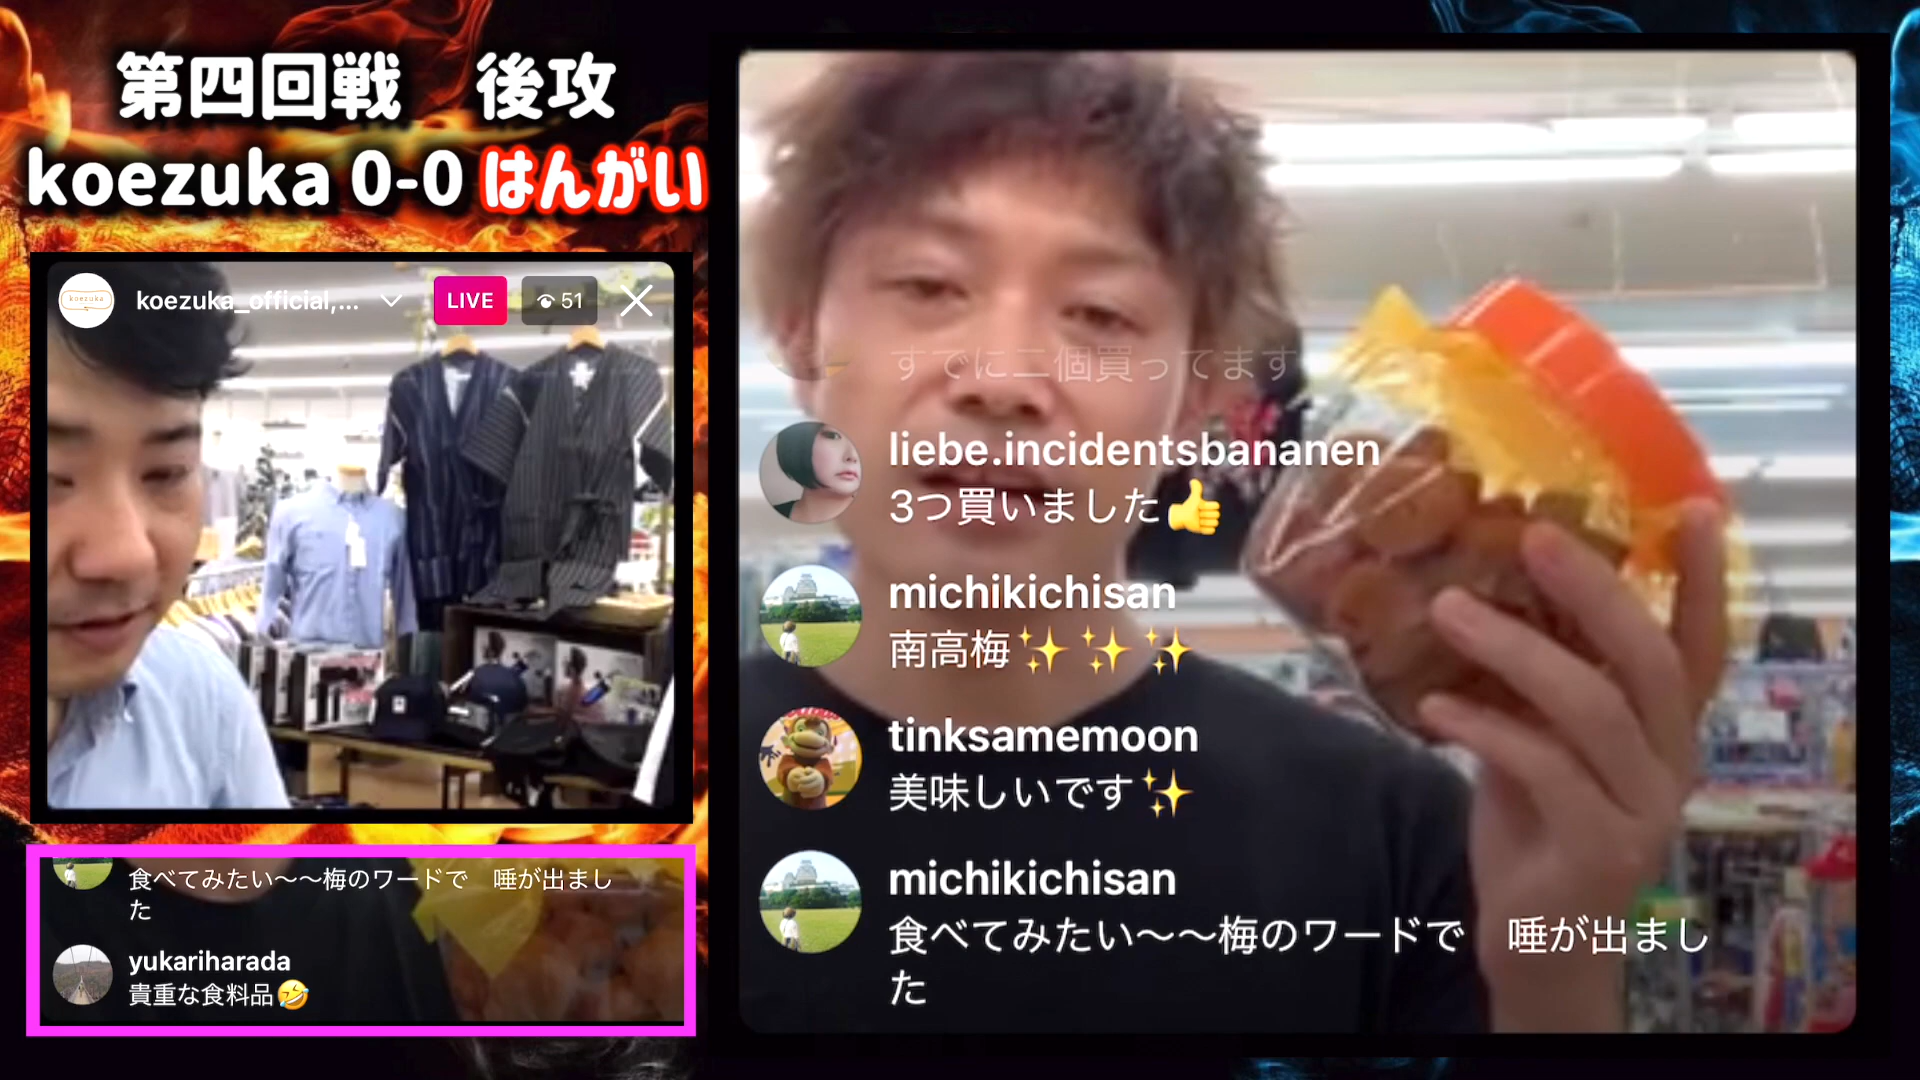 第四回戦　後攻
koezuka 0-0 はんがい
koezuka
koezuka_official,...
LIVE
51
食べてみたい〜〜梅のワードで　唾が出まし
た
yukariharada
貴重な食料品🤣
すでに二個買ってます
liebe.incidentsbananen
3つ買いました👍
michikichisan
南高梅✨✨✨
tinksamemoon
美味しいです✨
michikichisan
食べてみたい〜〜梅のワードで　唾が出まし
た